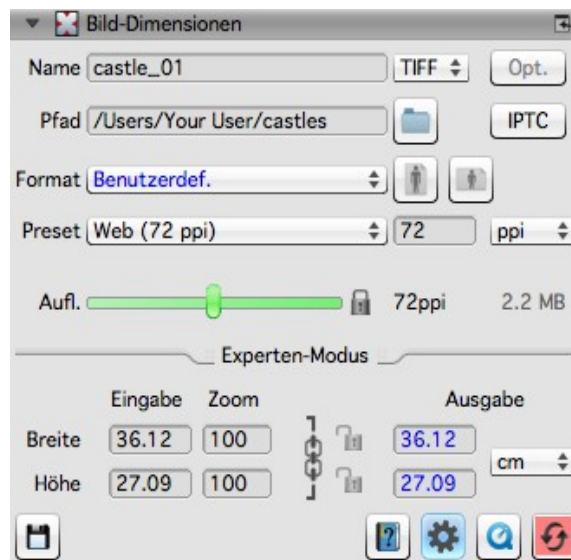 Bild-Dimensionen
Name castle_01 TIFF Opt.
Pfad /Users/Your User/castles IPTC
Format Benutzerdef.
Preset Web (72 ppi) 72 ppi
Aufl. 72ppi 2.2 MB
Experten-Modus
Eingabe Zoom Ausgabe
Breite 36.12 100 36.12
cm
Höhe 27.09 100 27.09